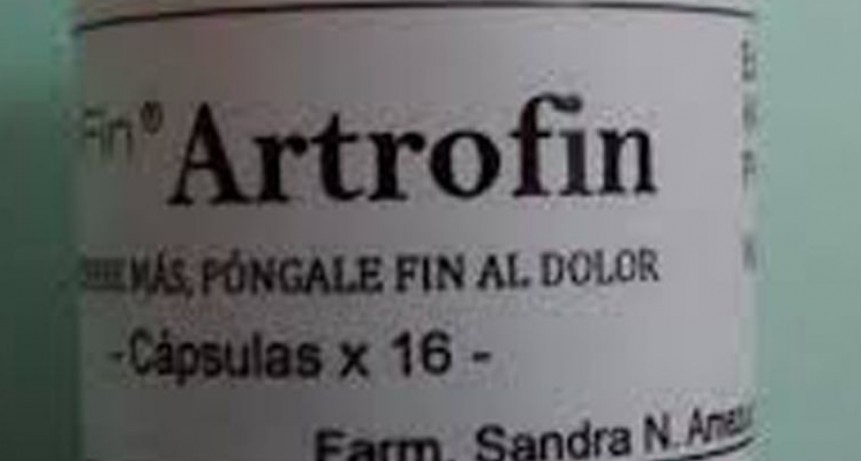 Fin® Artrofin
MÁS, PÓNGALE FIN AL DOLOR
-Cápsulas x 16 -
Farm. Sandra N.